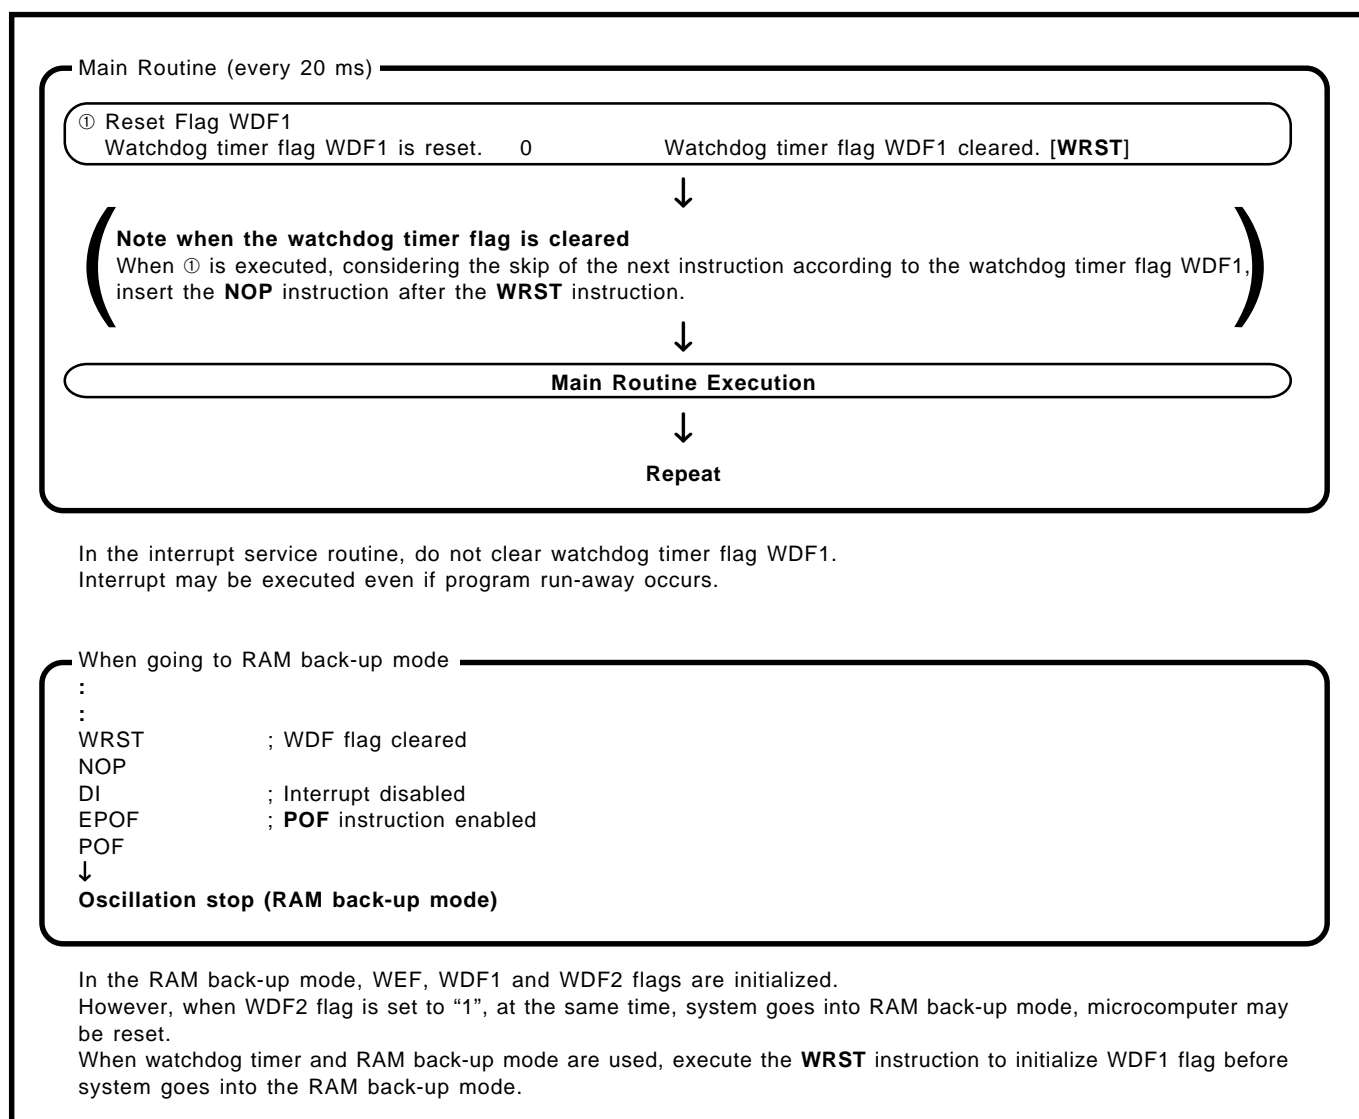 Main Routine (every 20 ms)
① Reset Flag WDF1
Watchdog timer flag WDF1 is reset. 0 Watchdog timer flag WDF1 cleared. [WRST]
↓
Note when the watchdog timer flag is cleared
When ① is executed, considering the skip of the next instruction according to the watchdog timer flag WDF1,
insert the NOP instruction after the WRST instruction.
↓
Main Routine Execution
↓
Repeat
In the interrupt service routine, do not clear watchdog timer flag WDF1.
Interrupt may be executed even if program run-away occurs.
When going to RAM back-up mode
:
:
WRST ; WDF flag cleared
NOP
DI ; Interrupt disabled
EPOF ; POF instruction enabled
POF
↓
Oscillation stop (RAM back-up mode)
In the RAM back-up mode, WEF, WDF1 and WDF2 flags are initialized.
However, when WDF2 flag is set to “1”, at the same time, system goes into RAM back-up mode, microcomputer may
be reset.
When watchdog timer and RAM back-up mode are used, execute the WRST instruction to initialize WDF1 flag before
system goes into the RAM back-up mode.